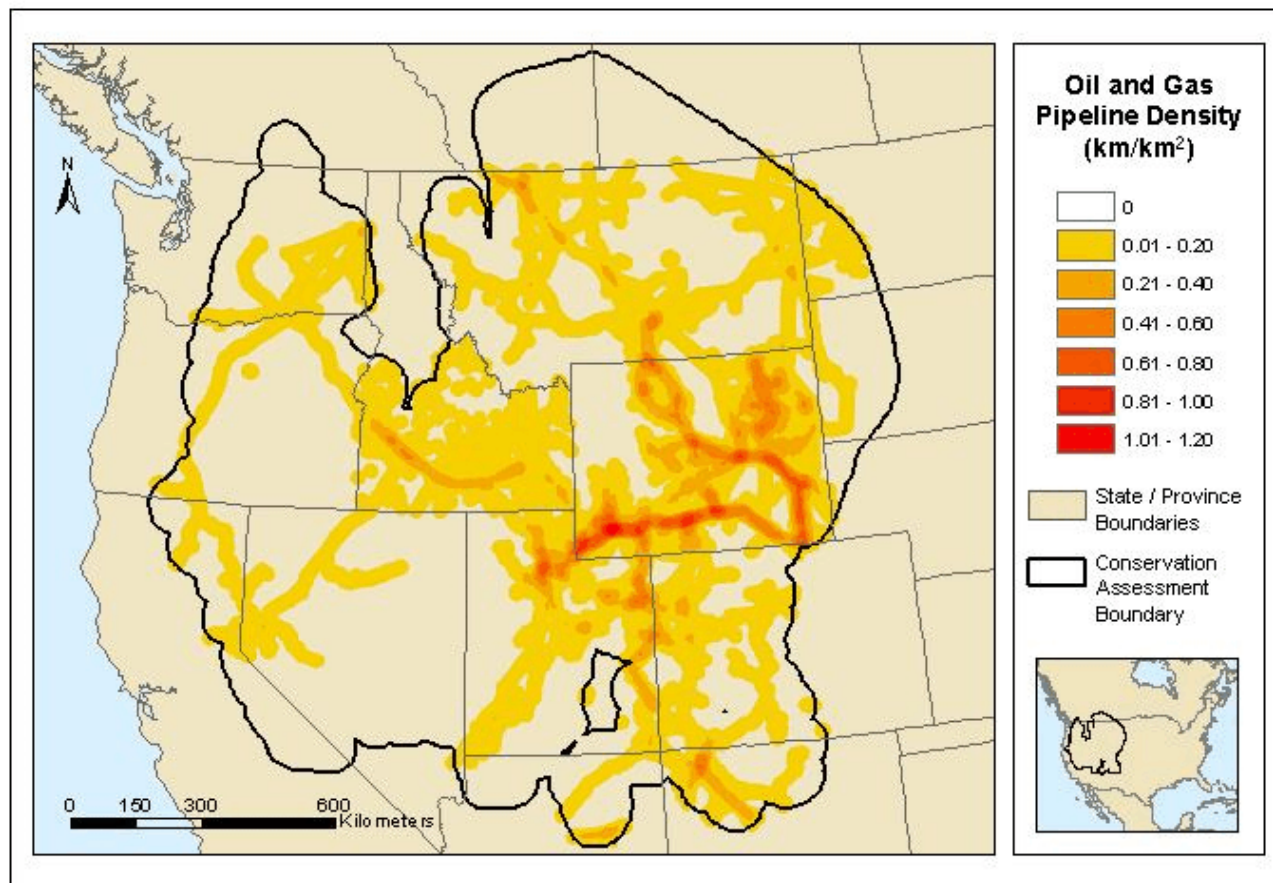 N
0 150 300 600
Kilometers
Oil and Gas
Pipeline Density
(km/km²)
0
0.01 - 0.20
0.21 - 0.40
0.41 - 0.60
0.61 - 0.80
0.81 - 1.00
1.01 - 1.20
State / Province
Boundaries
Conservation
Assessment
Boundary